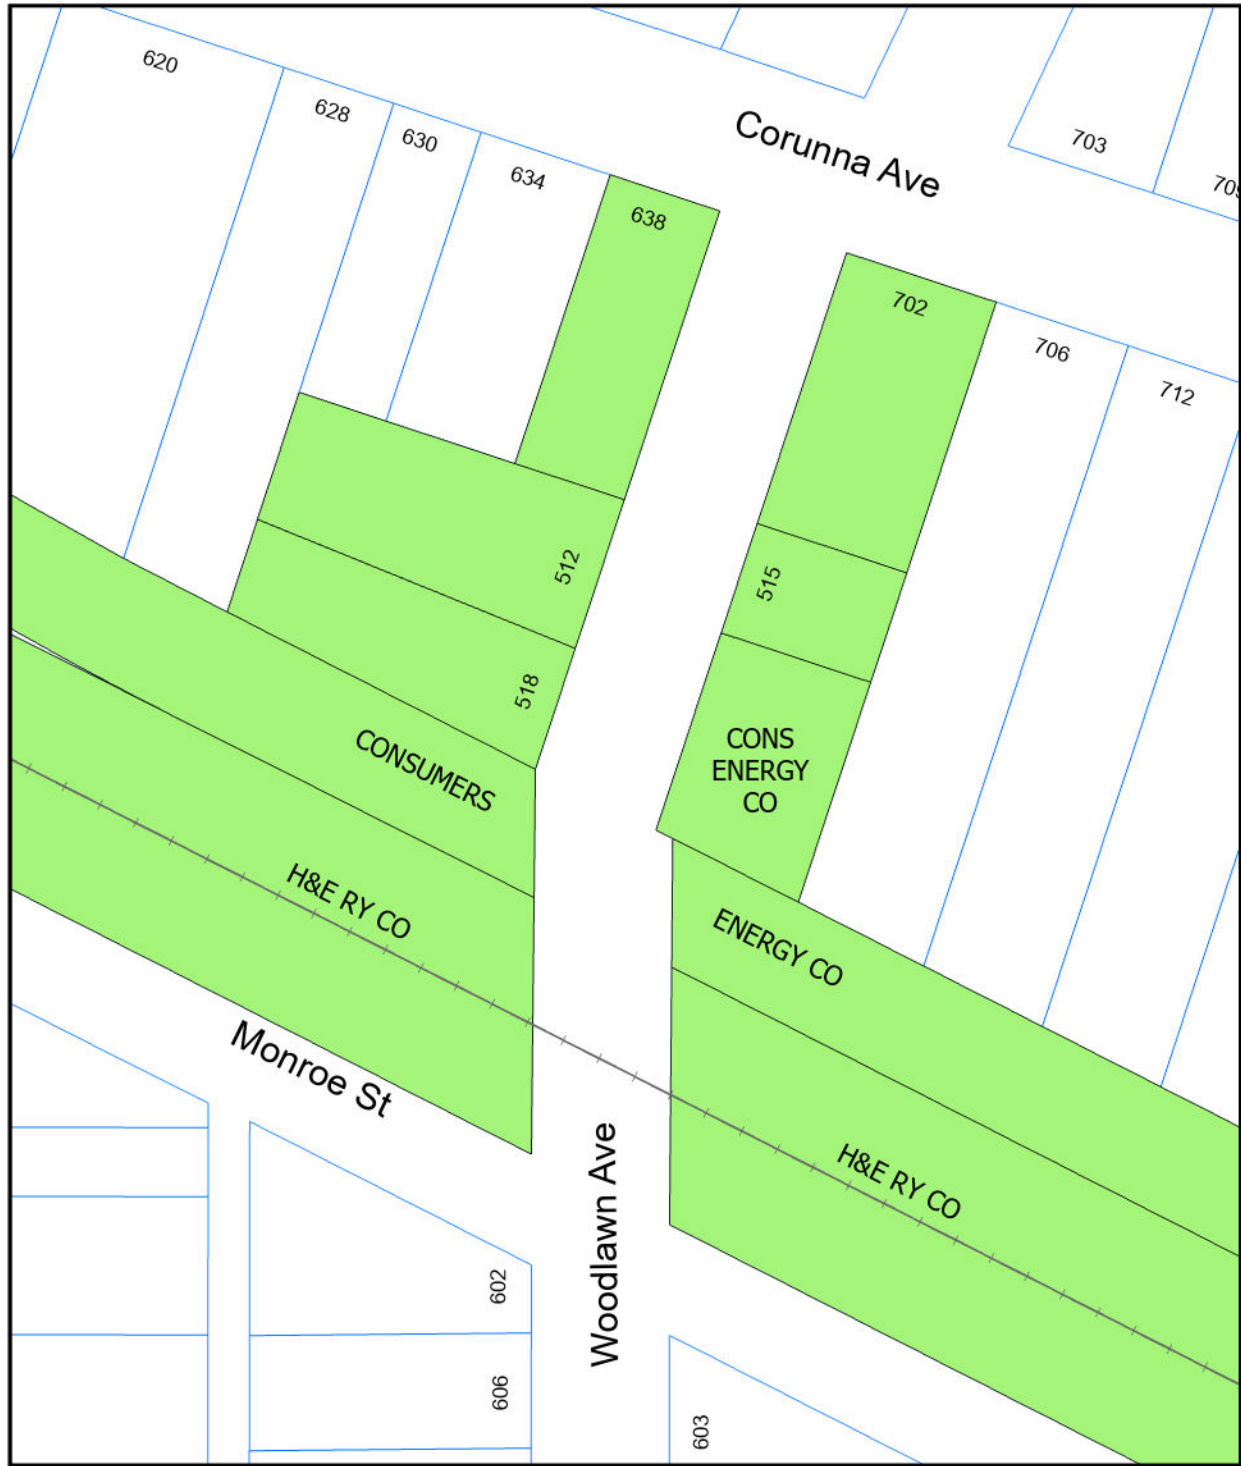 620
628
630
634
638
Corunna Ave
703
702
706
712
512
515
518
CONSUMERS
CONS
ENERGY
CO
H&E RY CO
ENERGY CO
Monroe St
Woodlawn Ave
H&E RY CO
602
606
603